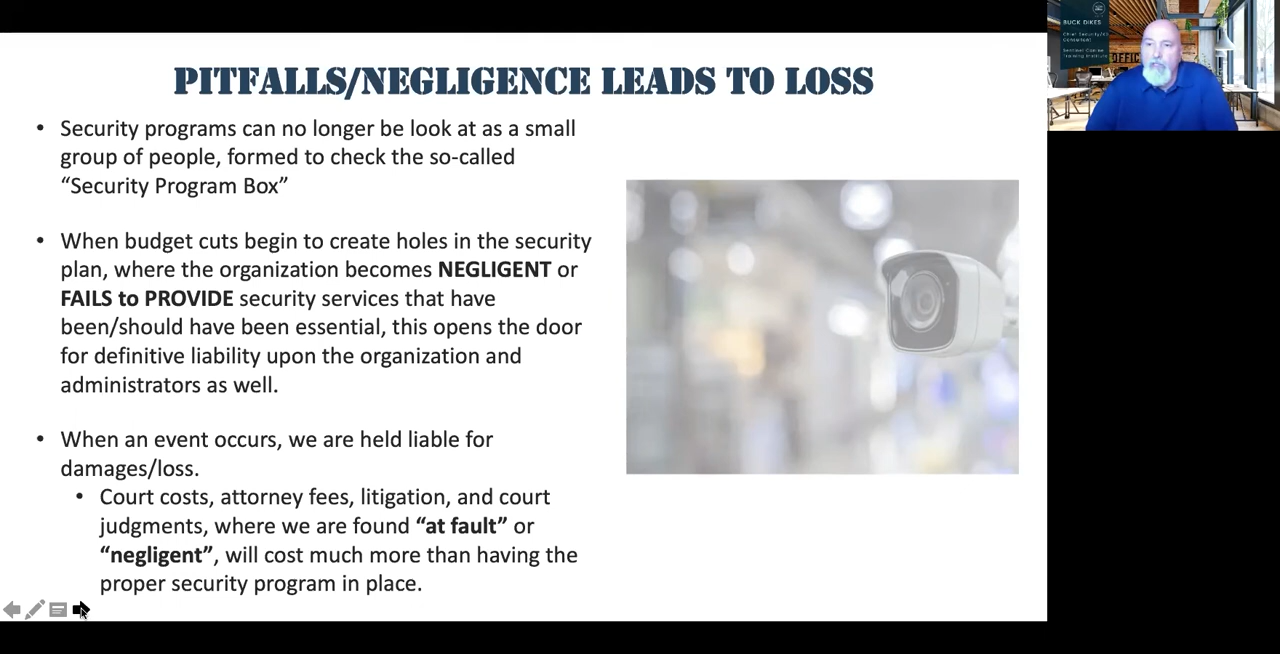 PITFALLS/NEGLIGENCE LEADS TO LOSS
• Security programs can no longer be look at as a small
group of people, formed to check the so-called
“Security Program Box”
• When budget cuts begin to create holes in the security
plan, where the organization becomes NEGLIGENT or
FAILS to PROVIDE security services that have
been/should have been essential, this opens the door
for definitive liability upon the organization and
administrators as well.
• When an event occurs, we are held liable for
damages/loss.
• Court costs, attorney fees, litigation, and court
judgments, where we are found “at fault” or
“negligent”, will cost much more than having the
proper security program in place.
BUCK DIKES
Chief Security/
Consultant
Sentinel Canine
Training Institute
OFFIC